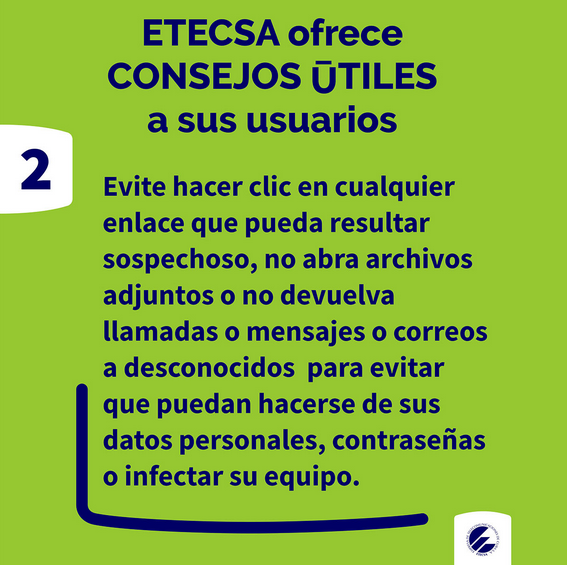 ETECSA ofrece
CONSEJOS ŪTILES
a sus usuarios
2
Evite hacer clic en cualquier
enlace que pueda resultar
sospechoso, no abra archivos
adjuntos o no devuelva
llamadas o mensajes o correos
a desconocidos para evitar
que puedan hacerse de sus
datos personales, contraseñas
o infectar su equipo.